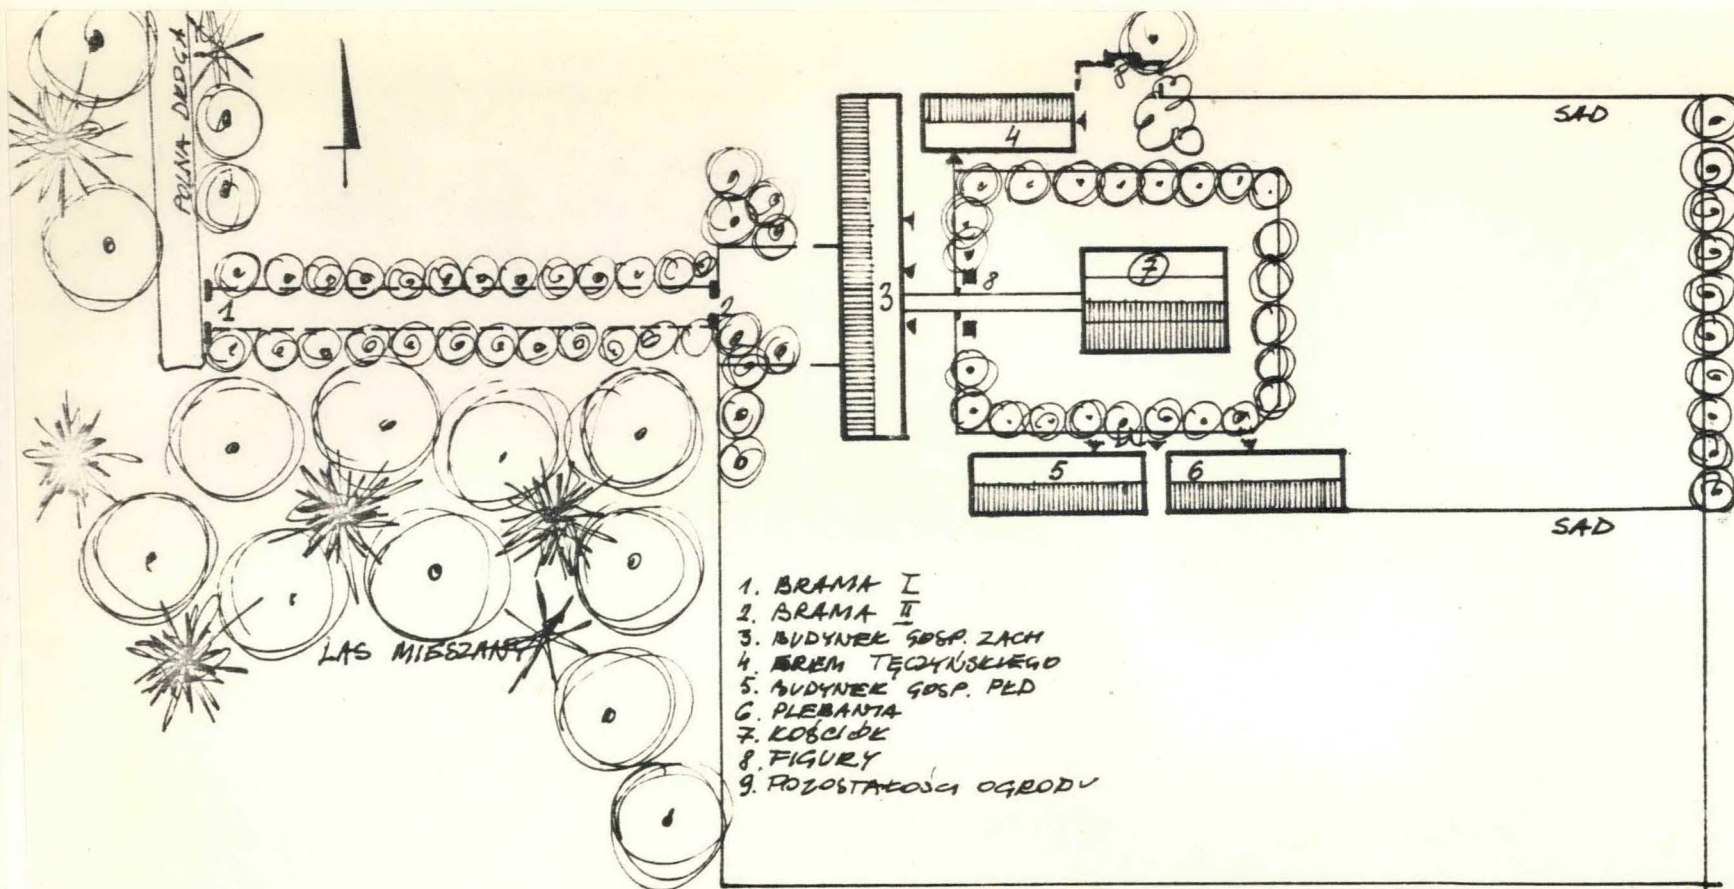 POLNA DROGA
SAD
4
7
8
3
1
2
5
6
SAD
LAS MIESZANY
1. BRAMA I
2. BRAMA II
3. BUDYNEK GOSP. ZACH
4. EREM TĘCZYŃSKIEGO
5. BUDYNEK GOSP. PŁD
6. PLEBANIA
7. KOŚCIÓŁ
8. FIGURY
9. POZOSTAŁOŚCI OGRODU